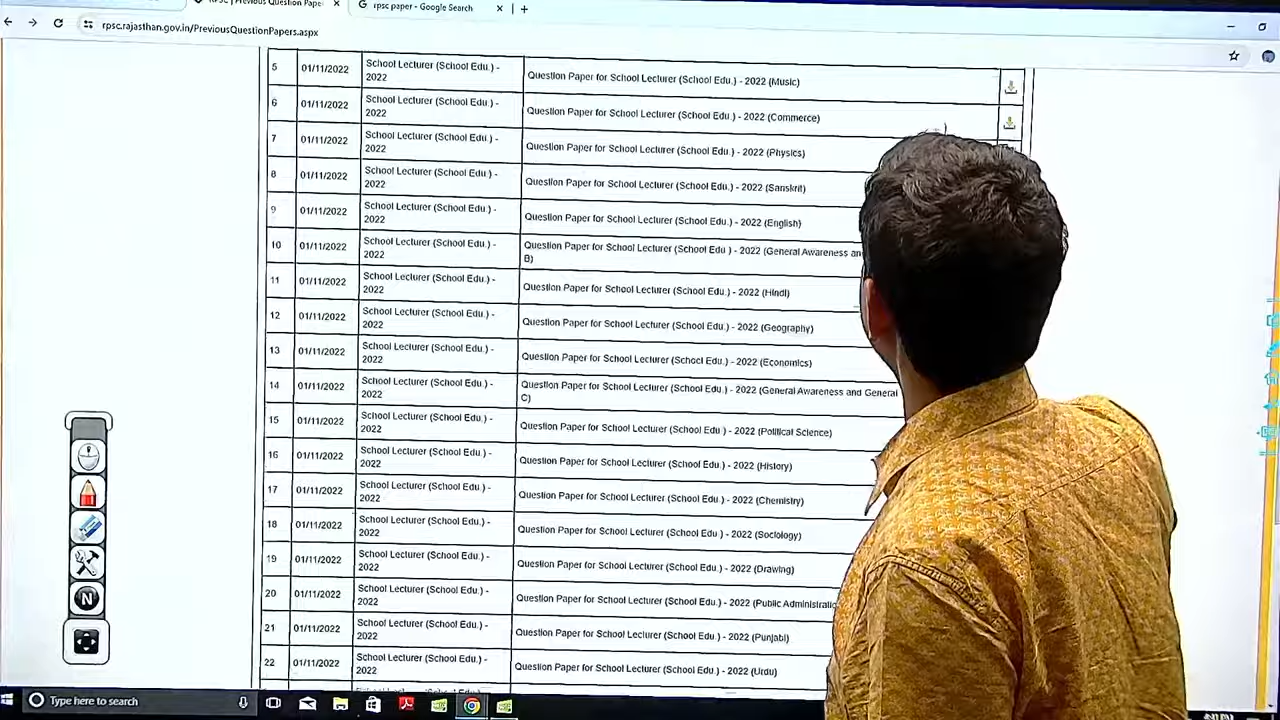 RPSC | Previous Question Pape
rpsc paper - Google Search
rpsc.rajasthan.gov.in/PreviousQuestionPapers.aspx
5 01/11/2022 School Lecturer (School Edu.) - 2022 Question Paper for School Lecturer (School Edu.) - 2022 (Music)
6 01/11/2022 School Lecturer (School Edu.) - 2022 Question Paper for School Lecturer (School Edu.) - 2022 (Commerce)
7 01/11/2022 School Lecturer (School Edu.) - 2022 Question Paper for School Lecturer (School Edu.) - 2022 (Physics)
8 01/11/2022 School Lecturer (School Edu.) - 2022 Question Paper for School Lecturer (School Edu.) - 2022 (Sanskrit)
9 01/11/2022 School Lecturer (School Edu.) - 2022 Question Paper for School Lecturer (School Edu.) - 2022 (English)
10 01/11/2022 School Lecturer (School Edu.) - 2022 Question Paper for School Lecturer (School Edu.) - 2022 (General Awareness an
B)
11 01/11/2022 School Lecturer (School Edu.) - 2022 Question Paper for School Lecturer (School Edu.) - 2022 (Hindi)
12 01/11/2022 School Lecturer (School Edu.) - 2022 Question Paper for School Lecturer (School Edu.) - 2022 (Geography)
13 01/11/2022 School Lecturer (School Edu.) - 2022 Question Paper for School Lecturer (School Edu.) - 2022 (Economics)
14 01/11/2022 School Lecturer (School Edu.) - 2022 Question Paper for School Lecturer (School Edu.) - 2022 (General Awareness and General
C)
15 01/11/2022 School Lecturer (School Edu.) - 2022 Question Paper for School Lecturer (School Edu.) - 2022 (Political Science)
16 01/11/2022 School Lecturer (School Edu.) - 2022 Question Paper for School Lecturer (School Edu.) - 2022 (History)
17 01/11/2022 School Lecturer (School Edu.) - 2022 Question Paper for School Lecturer (School Edu.) - 2022 (Chemistry)
18 01/11/2022 School Lecturer (School Edu.) - 2022 Question Paper for School Lecturer (School Edu.) - 2022 (Sociology)
19 01/11/2022 School Lecturer (School Edu.) - 2022 Question Paper for School Lecturer (School Edu.) - 2022 (Drawing)
20 01/11/2022 School Lecturer (School Edu.) - 2022 Question Paper for School Lecturer (School Edu.) - 2022 (Public Administratio
21 01/11/2022 School Lecturer (School Edu.) - 2022 Question Paper for School Lecturer (School Edu.) - 2022 (Punjabi)
22 01/11/2022 School Lecturer (School Edu.) - 2022 Question Paper for School Lecturer (School Edu.) - 2022 (Urdu)
N
Type here to search